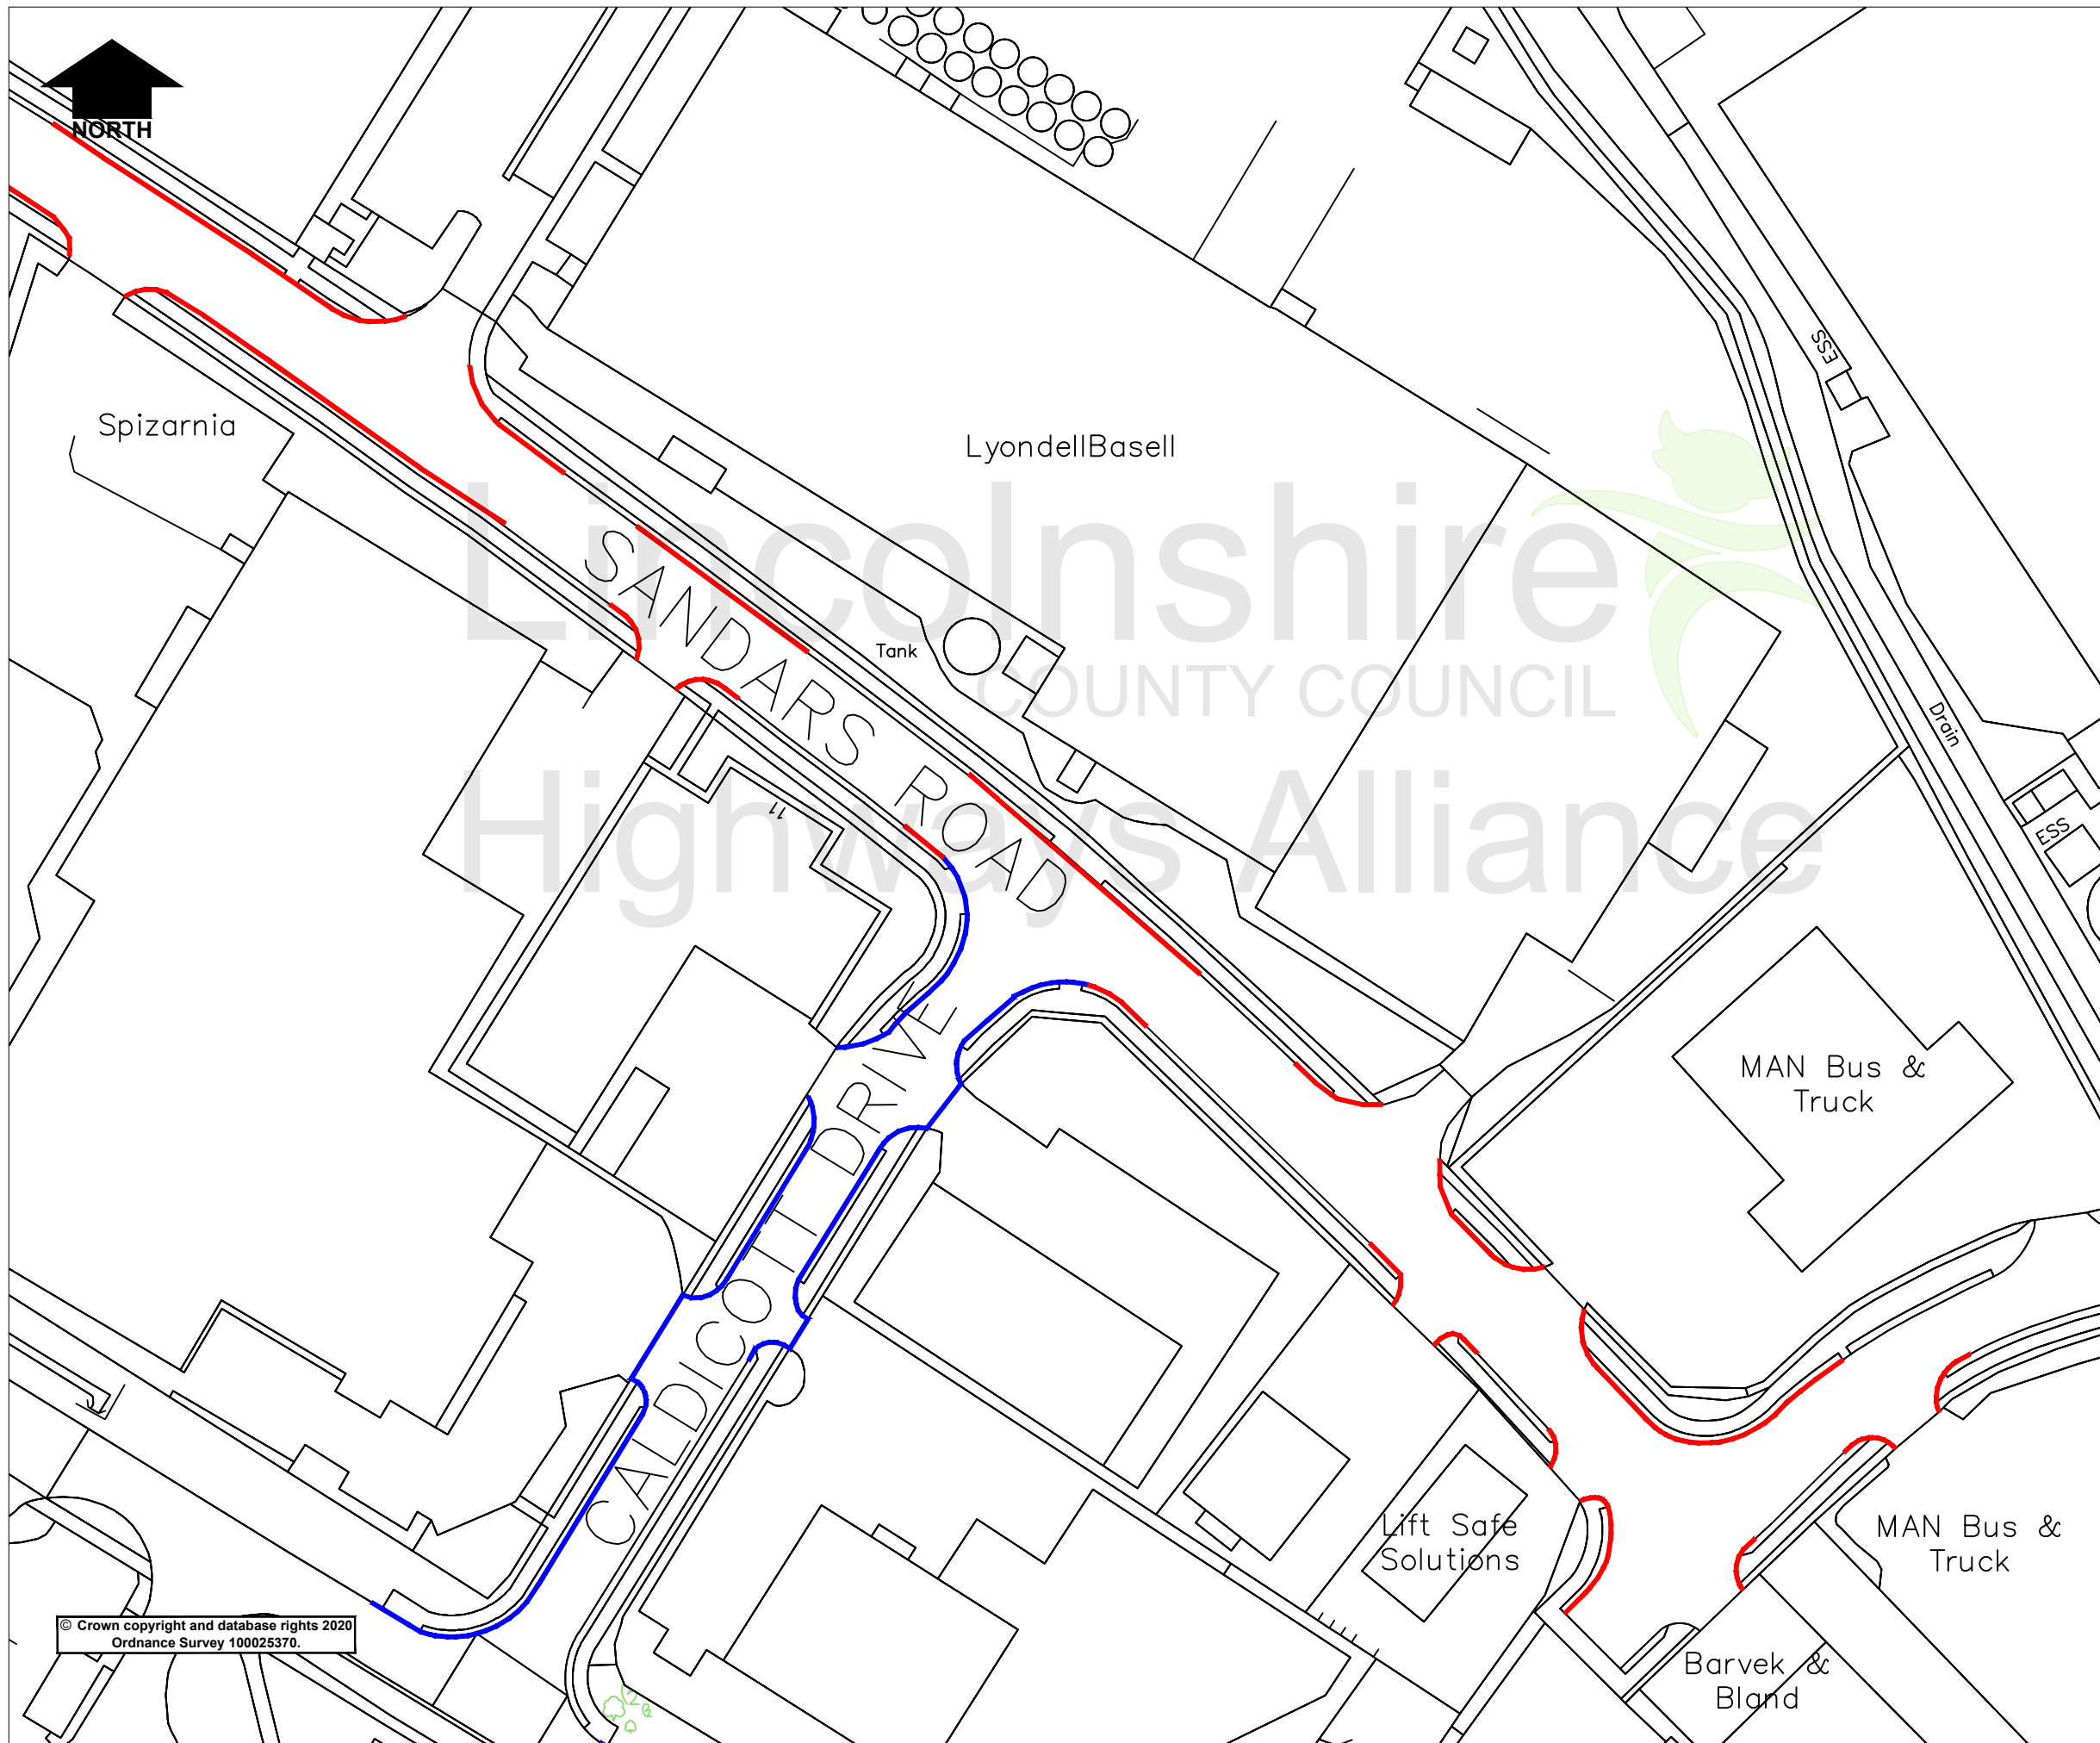 NORTH
ESS
Spizarnia
LyondellBasell
Lincolnshire
COUNTY COUNCIL
Highways Alliance
SANDARS ROAD
Tank
Drain
11
ESS
CALDICOTT DRIVE
MAN Bus &
Truck
Lift Safe
Solutions
MAN Bus &
Truck
© Crown copyright and database rights 2020
Ordnance Survey 100025370.
Barvek &
Bland